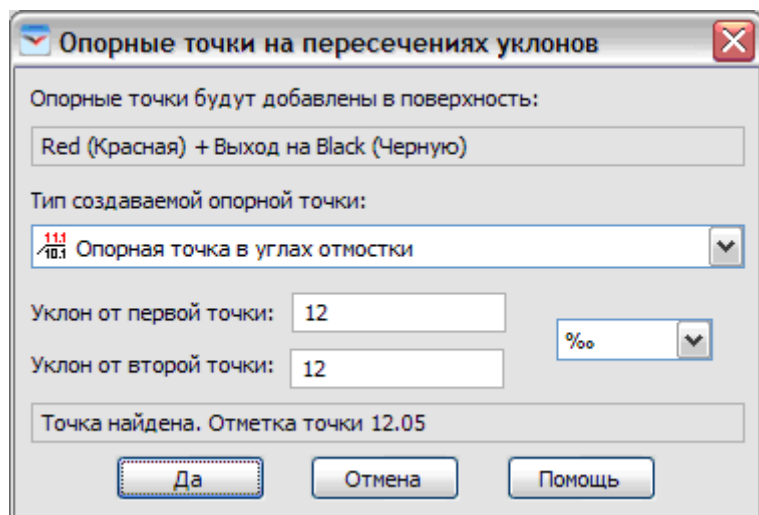 Опорные точки на пересечениях уклонов
Опорные точки будут добавлены в поверхность:
Red (Красная) + Выход на Black (Черную)
Тип создаваемой опорной точки:
11.1
10.1
Опорная точка в углах отмостки
Уклон от первой точки: 12
‰
Уклон от второй точки: 12
Точка найдена. Отметка точки 12.05
Да Отмена Помощь